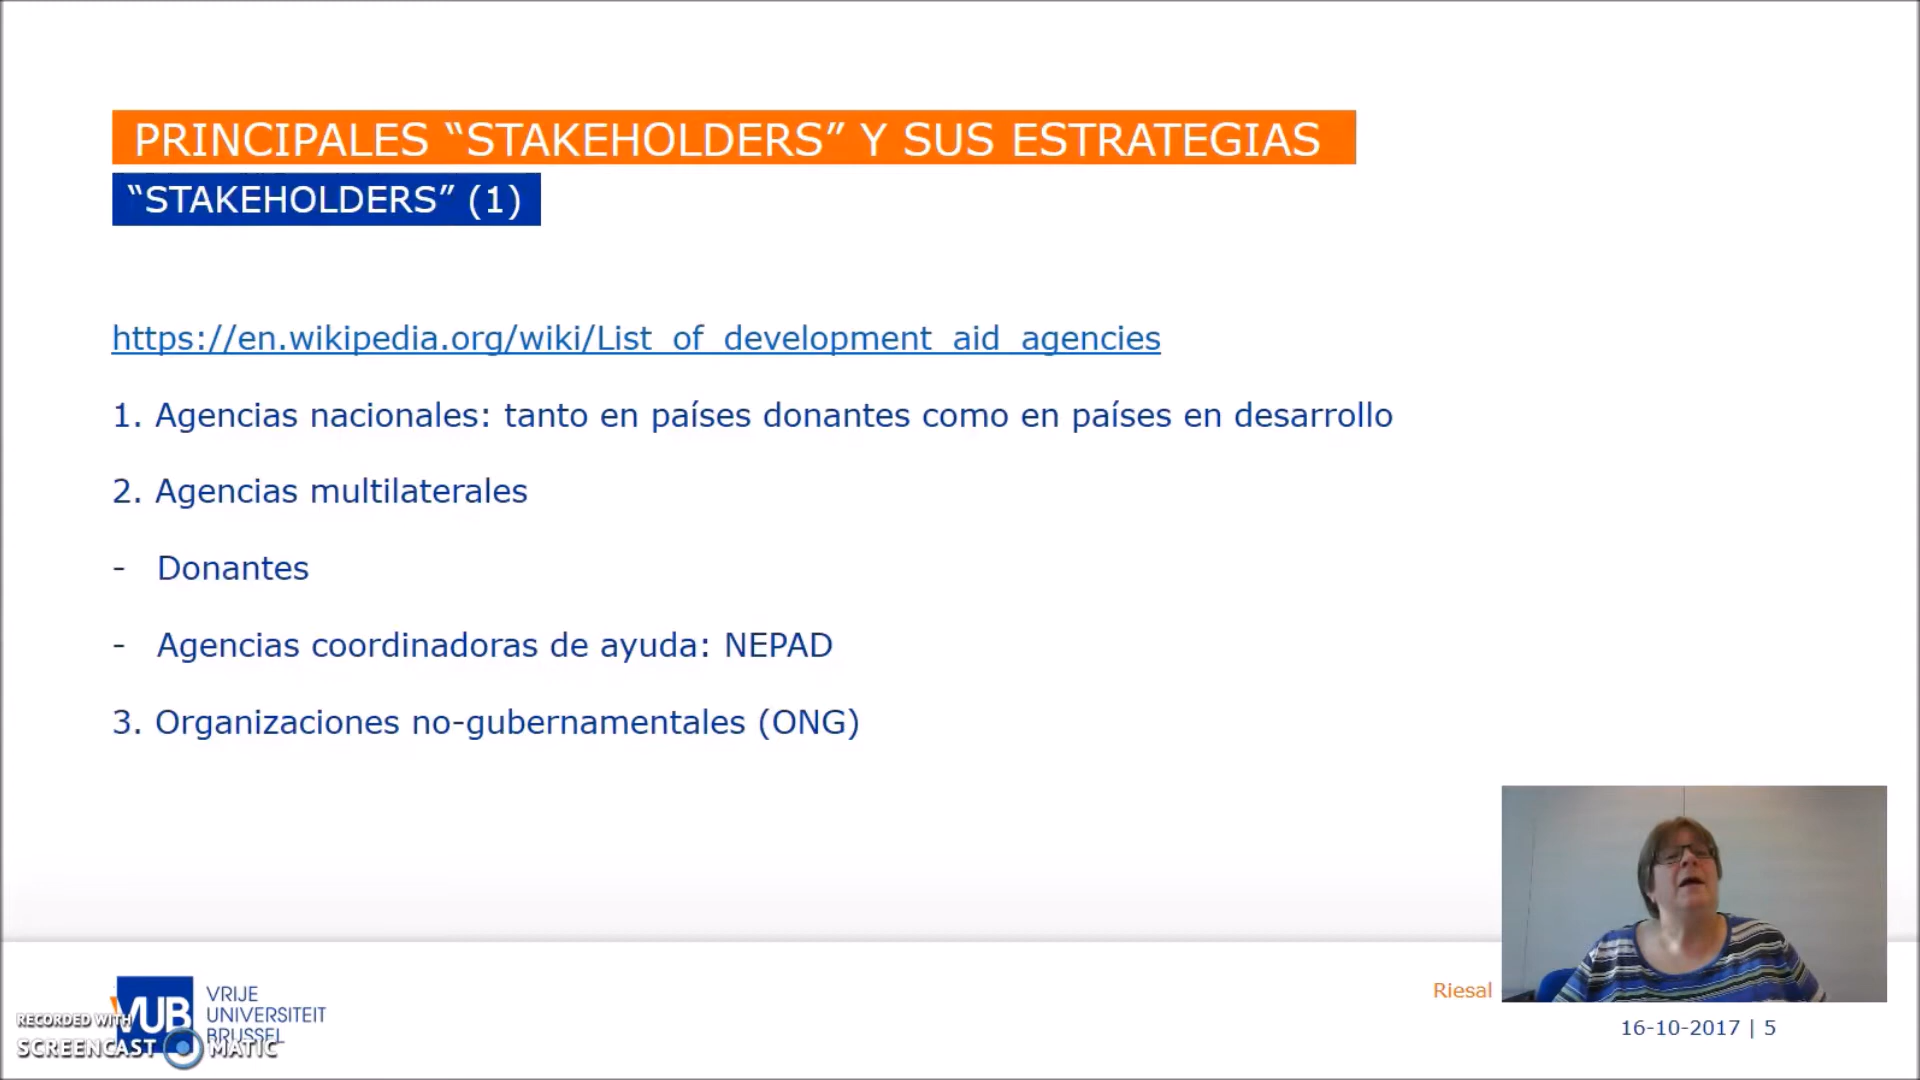 PRINCIPALES “STAKEHOLDERS” Y SUS ESTRATEGIAS
“STAKEHOLDERS” (1)
https://en.wikipedia.org/wiki/List_of_development_aid_agencies
1. Agencias nacionales: tanto en países donantes como en países en desarrollo
2. Agencias multilaterales
- Donantes
- Agencias coordinadoras de ayuda: NEPAD
3. Organizaciones no-gubernamentales (ONG)
VUB
VRIJE
UNIVERSITEIT
BRUSSEL
RECORDED WITH
SCREENCAST MATIC
Riesal
16-10-2017 | 5